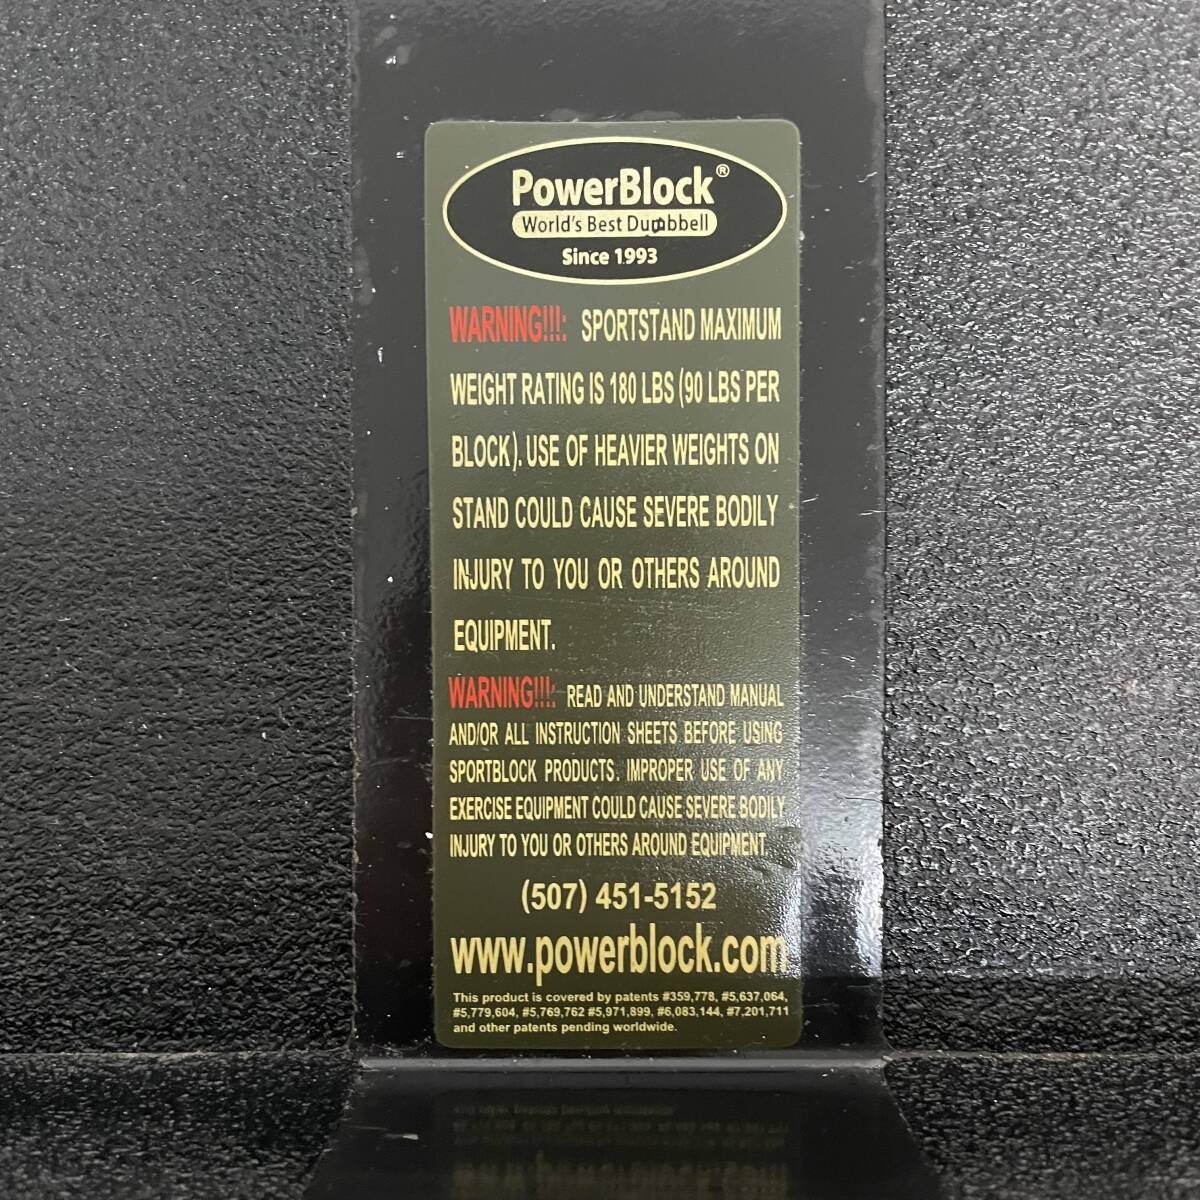 PowerBlock®
World's Best Dumbbell
Since 1993
WARNING!!!: SPORTSTAND MAXIMUM
WEIGHT RATING IS 180 LBS (90 LBS PER
BLOCK). USE OF HEAVIER WEIGHTS ON
STAND COULD CAUSE SEVERE BODILY
INJURY TO YOU OR OTHERS AROUND
EQUIPMENT.
WARNING!!!: READ AND UNDERSTAND MANUAL
AND/OR ALL INSTRUCTION SHEETS BEFORE USING
SPORTBLOCK PRODUCTS. IMPROPER USE OF ANY
EXERCISE EQUIPMENT COULD CAUSE SEVERE BODILY
INJURY TO YOU OR OTHERS AROUND EQUIPMENT.
(507) 451-5152
www.powerblock.com
This product is covered by patents #359,778, #5,637,064,
#5,779,604, #5,769,762 #5,971,899, #6,083,144, #7,201,711
and other patents pending worldwide.